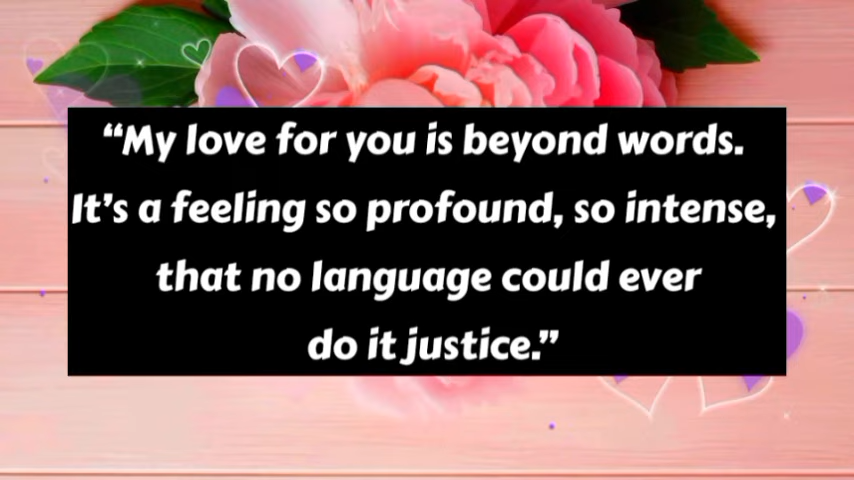 “My love for you is beyond words.
It’s a feeling so profound, so intense,
that no language could ever
do it justice.”